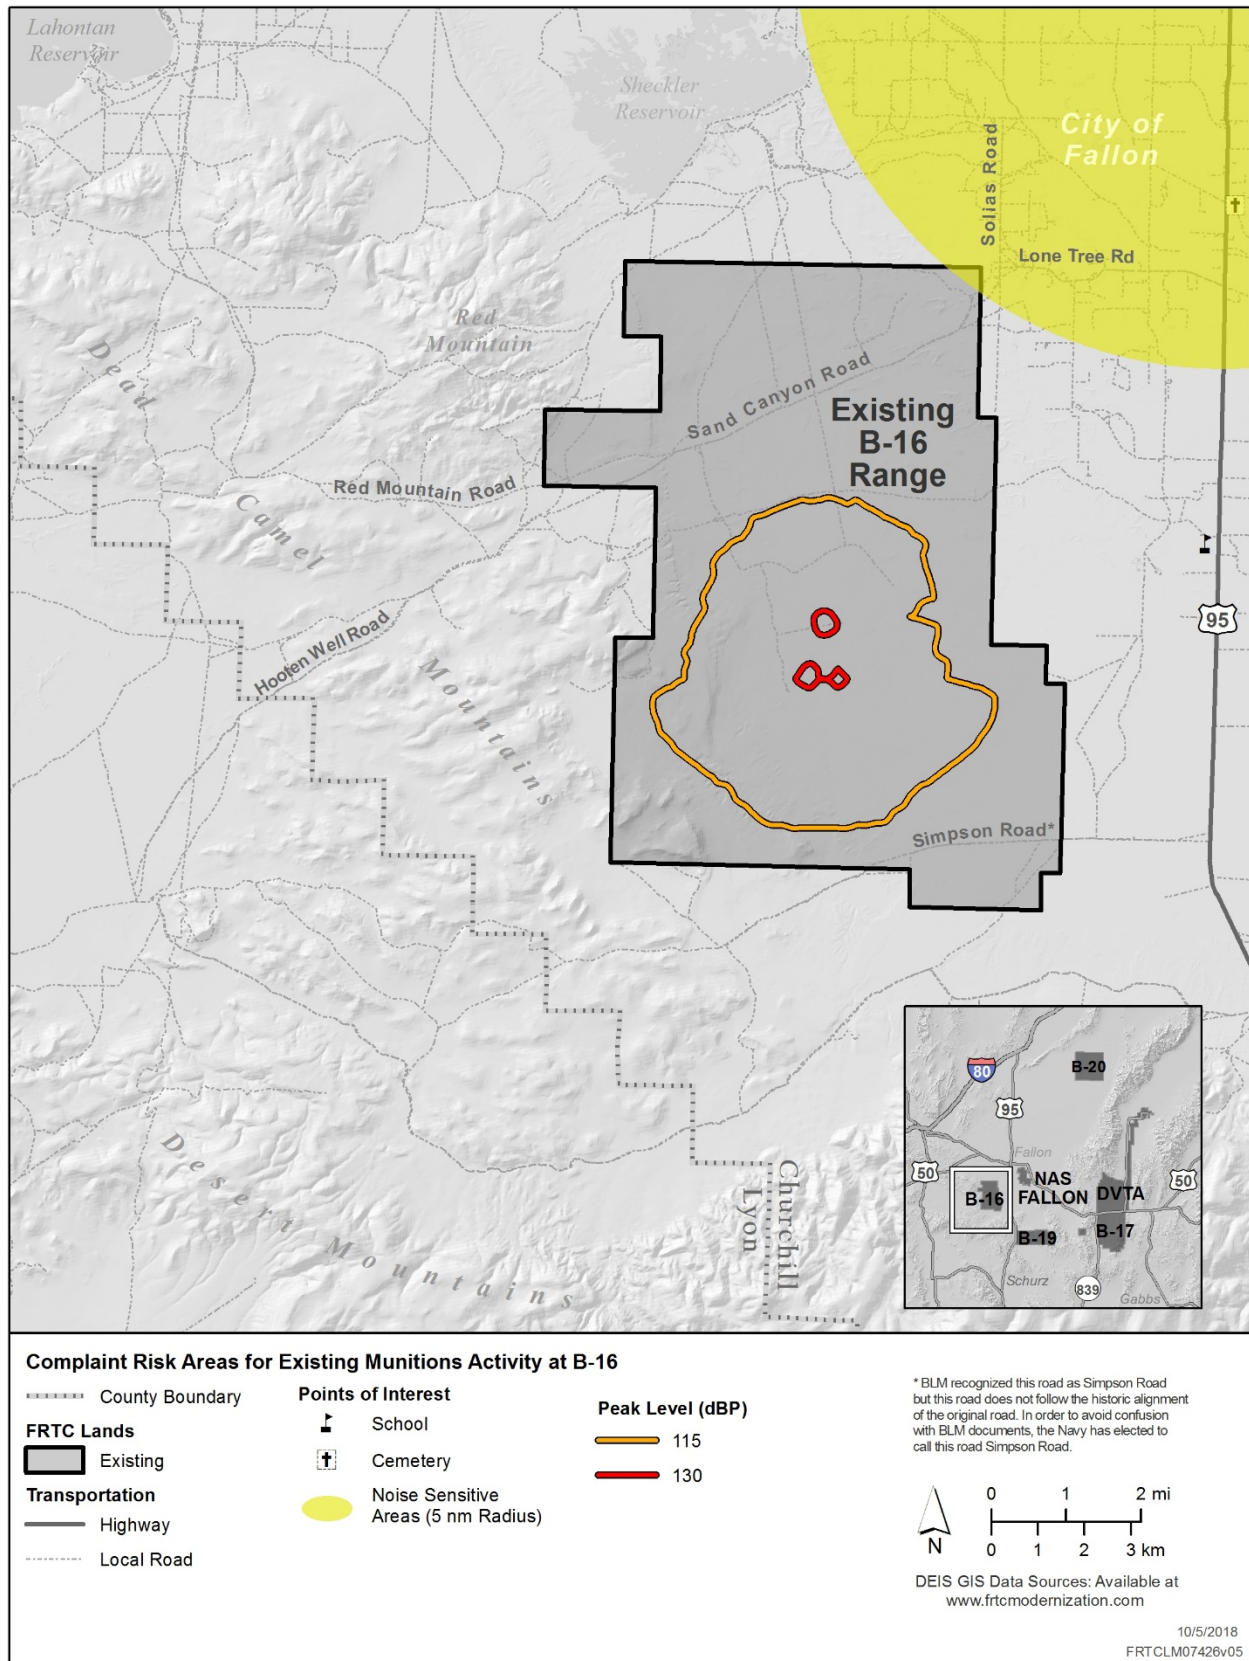 Lahontan
Reservoir
Sheckler
Reservoir
City of
Fallon
Solias Road
Lone Tree Rd
Red
Mountain
Dead
Camel
Mountains
Sand Canyon Road
Existing
B-16
Range
Red Mountain Road
Hooten Well Road
95
Simpson Road*
Desert Mountains
Churchill
Lyon
80
B-20
95
Fallon
50
NAS
FALLON
DVTA
50
B-16
B-17
B-19
Schurz
839
Gabbs
Complaint Risk Areas for Existing Munitions Activity at B-16
County Boundary
FRTC Lands
Existing
Transportation
Highway
Local Road
Points of Interest
School
Cemetery
Noise Sensitive
Areas (5 nm Radius)
Peak Level (dBP)
115
130
* BLM recognized this road as Simpson Road
but this road does not follow the historic alignment
of the original road. In order to avoid confusion
with BLM documents, the Navy has elected to
call this road Simpson Road.
N
0 1 2 mi
0 1 2 3 km
DEIS GIS Data Sources: Available at
www.frtcmodernization.com
10/5/2018
FRTCLM07426v05